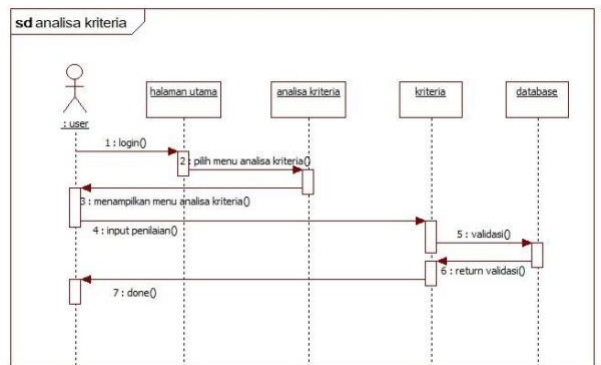 sd analisa kriteria
: user
halaman utama
analisa kriteria
kriteria
database
1 : login()
2 : pilih menu analisa kriteria()
3 : menampilkan menu analisa kriteria()
4 : input penilaian()
5 : validasi()
6 : return validasi()
7 : done()